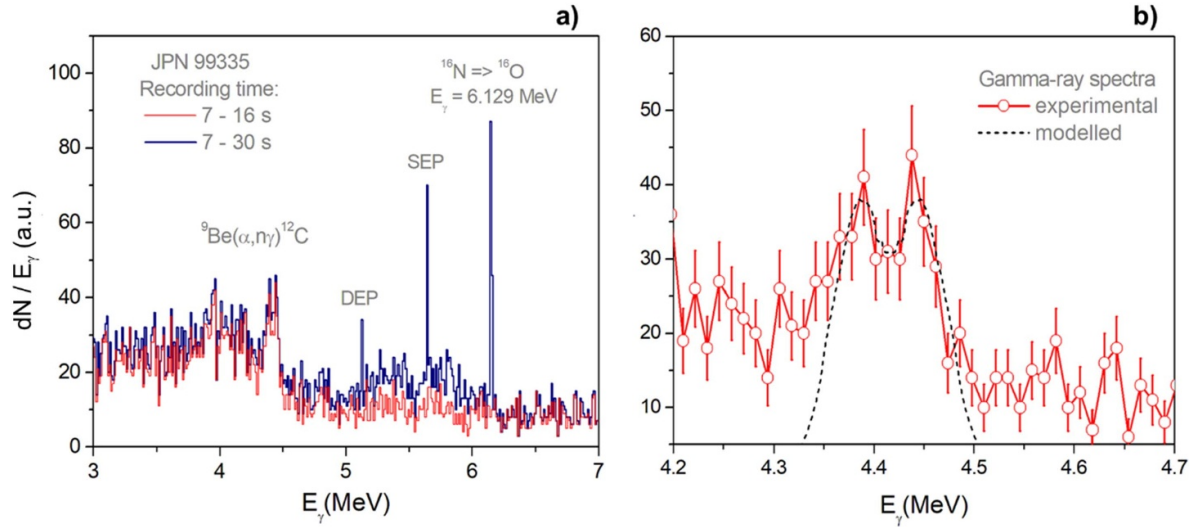 a)
JPN 99335
Recording time:
7 - 16 s
7 - 30 s
¹⁶N => ¹⁶O
Eγ = 6.129 MeV
SEP
⁹Be(α,nγ)¹²C
DEP
dN / Eγ (a.u.)
100
80
60
40
20
0
3 4 5 6 7
Eγ(MeV)
b)
Gamma-ray spectra
experimental
modelled
60
50
40
30
20
10
4.2 4.3 4.4 4.5 4.6 4.7
Eγ(MeV)